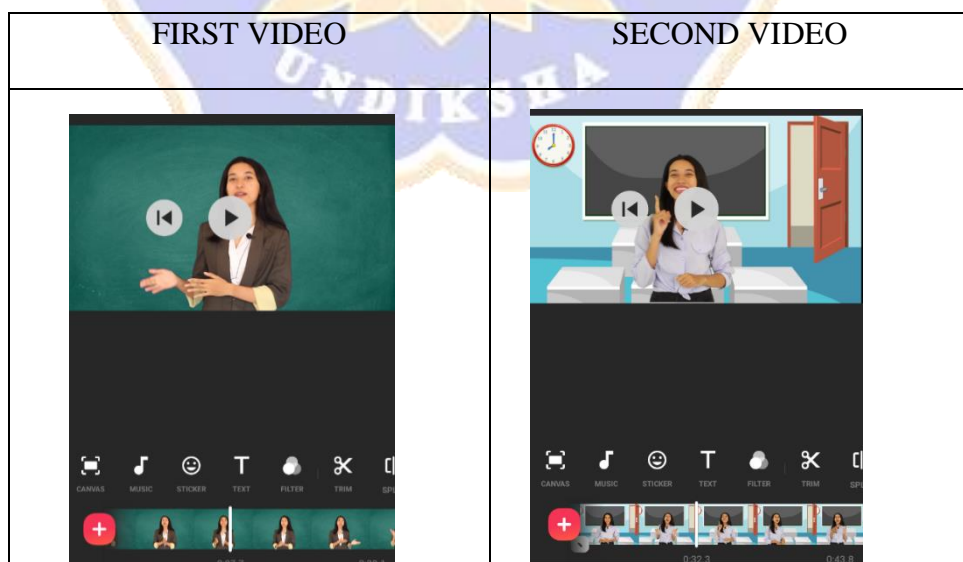 FIRST VIDEO
SECOND VIDEO
UNDIKSHA
CANVAS MUSIC STICKER TEXT FILTER TRIM
CANVAS MUSIC STICKER TEXT FILTER TRIM
0:32.3 0:43.8